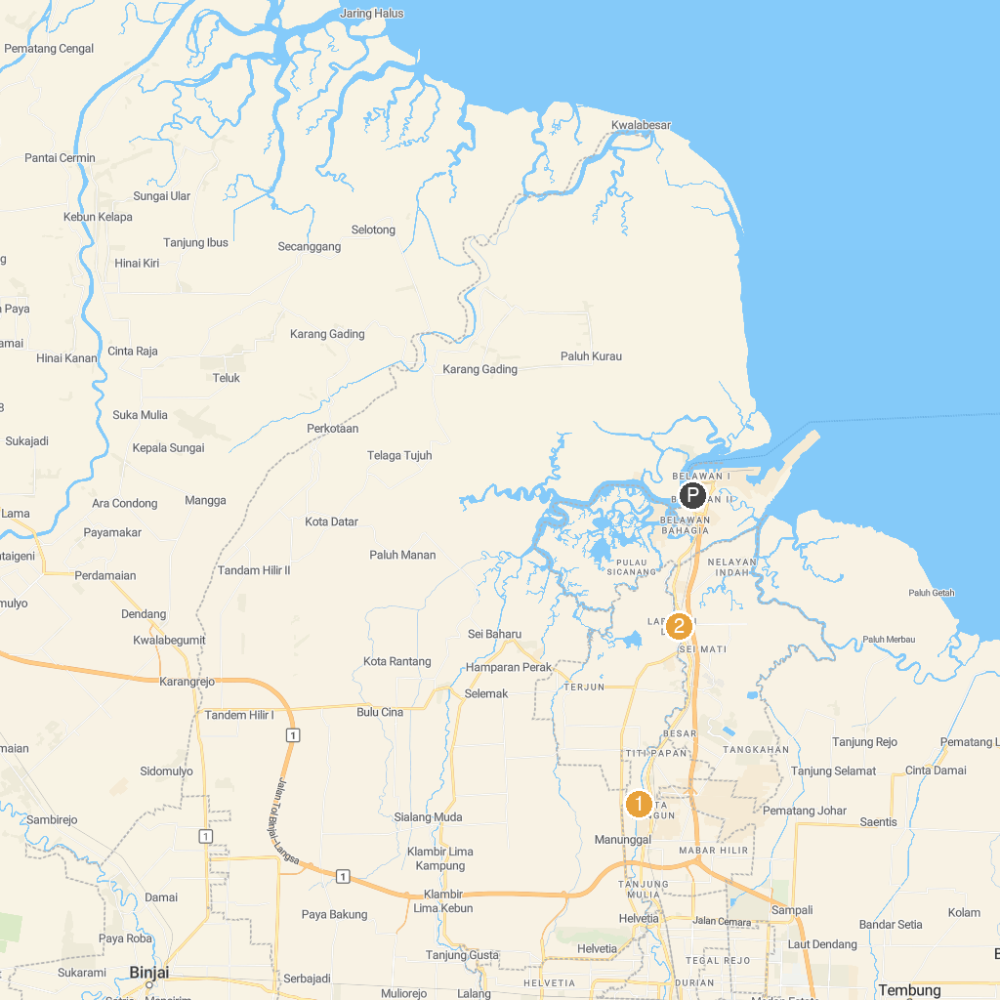 Jaring Halus
Pematang Cengal
Kwalabesar
Pantai Cermin
Sungai Ular
Kebun Kelapa
Selotong
Tanjung Ibus
Secanggang
Hinai Kiri
Paya
Karang Gading
Cinta Raja
Hinai Kanan
Paluh Kurau
Karang Gading
Teluk
Suka Mulia
Perkotaan
Sukajadi
Kepala Sungai
Telaga Tujuh
BELAWAN I
P
Mangga
Ara Condong
Lama
Kota Datar
BELAWAN
BAHAGIA
Payamakar
Paluh Manan
PULAU
SICANANG
NELAYAN
INDAH
Tandam Hilir II
Perdamaian
Paluh Getah
Dendang
2
Sei Baharu
Kwalabegumit
Paluh Merbau
SEI MATI
Kota Rantang
Hamparan Perak
Karangrejo
TERJUN
Selemak
Tandem Hilir I
Bulu Cina
1
BESAR
Tanjung Rejo
TITI PAPAN
TANGKAHAN
Sidomulyo
Tanjung Selamat
Cinta Damai
1
Sambirejo
Sialang Muda
Pematang Johar
Saentis
Jalan Tol Binjai-Langsa
1
Manunggal
Klambir Lima
Kampung
MABAR HILIR
1
Damai
Klambir
Lima Kebun
TANJUNG
MULIA
Paya Bakung
Sampali
Kolam
Helvetia
Jalan Cemara
Bandar Setia
Paya Roba
Laut Dendang
Helvetia
Tanjung Gusta
TEGAL REJO
Sukarami
Binjai
Serbajadi
HELVETIA
DURIAN
Tembung
Muliorejo
Lalang